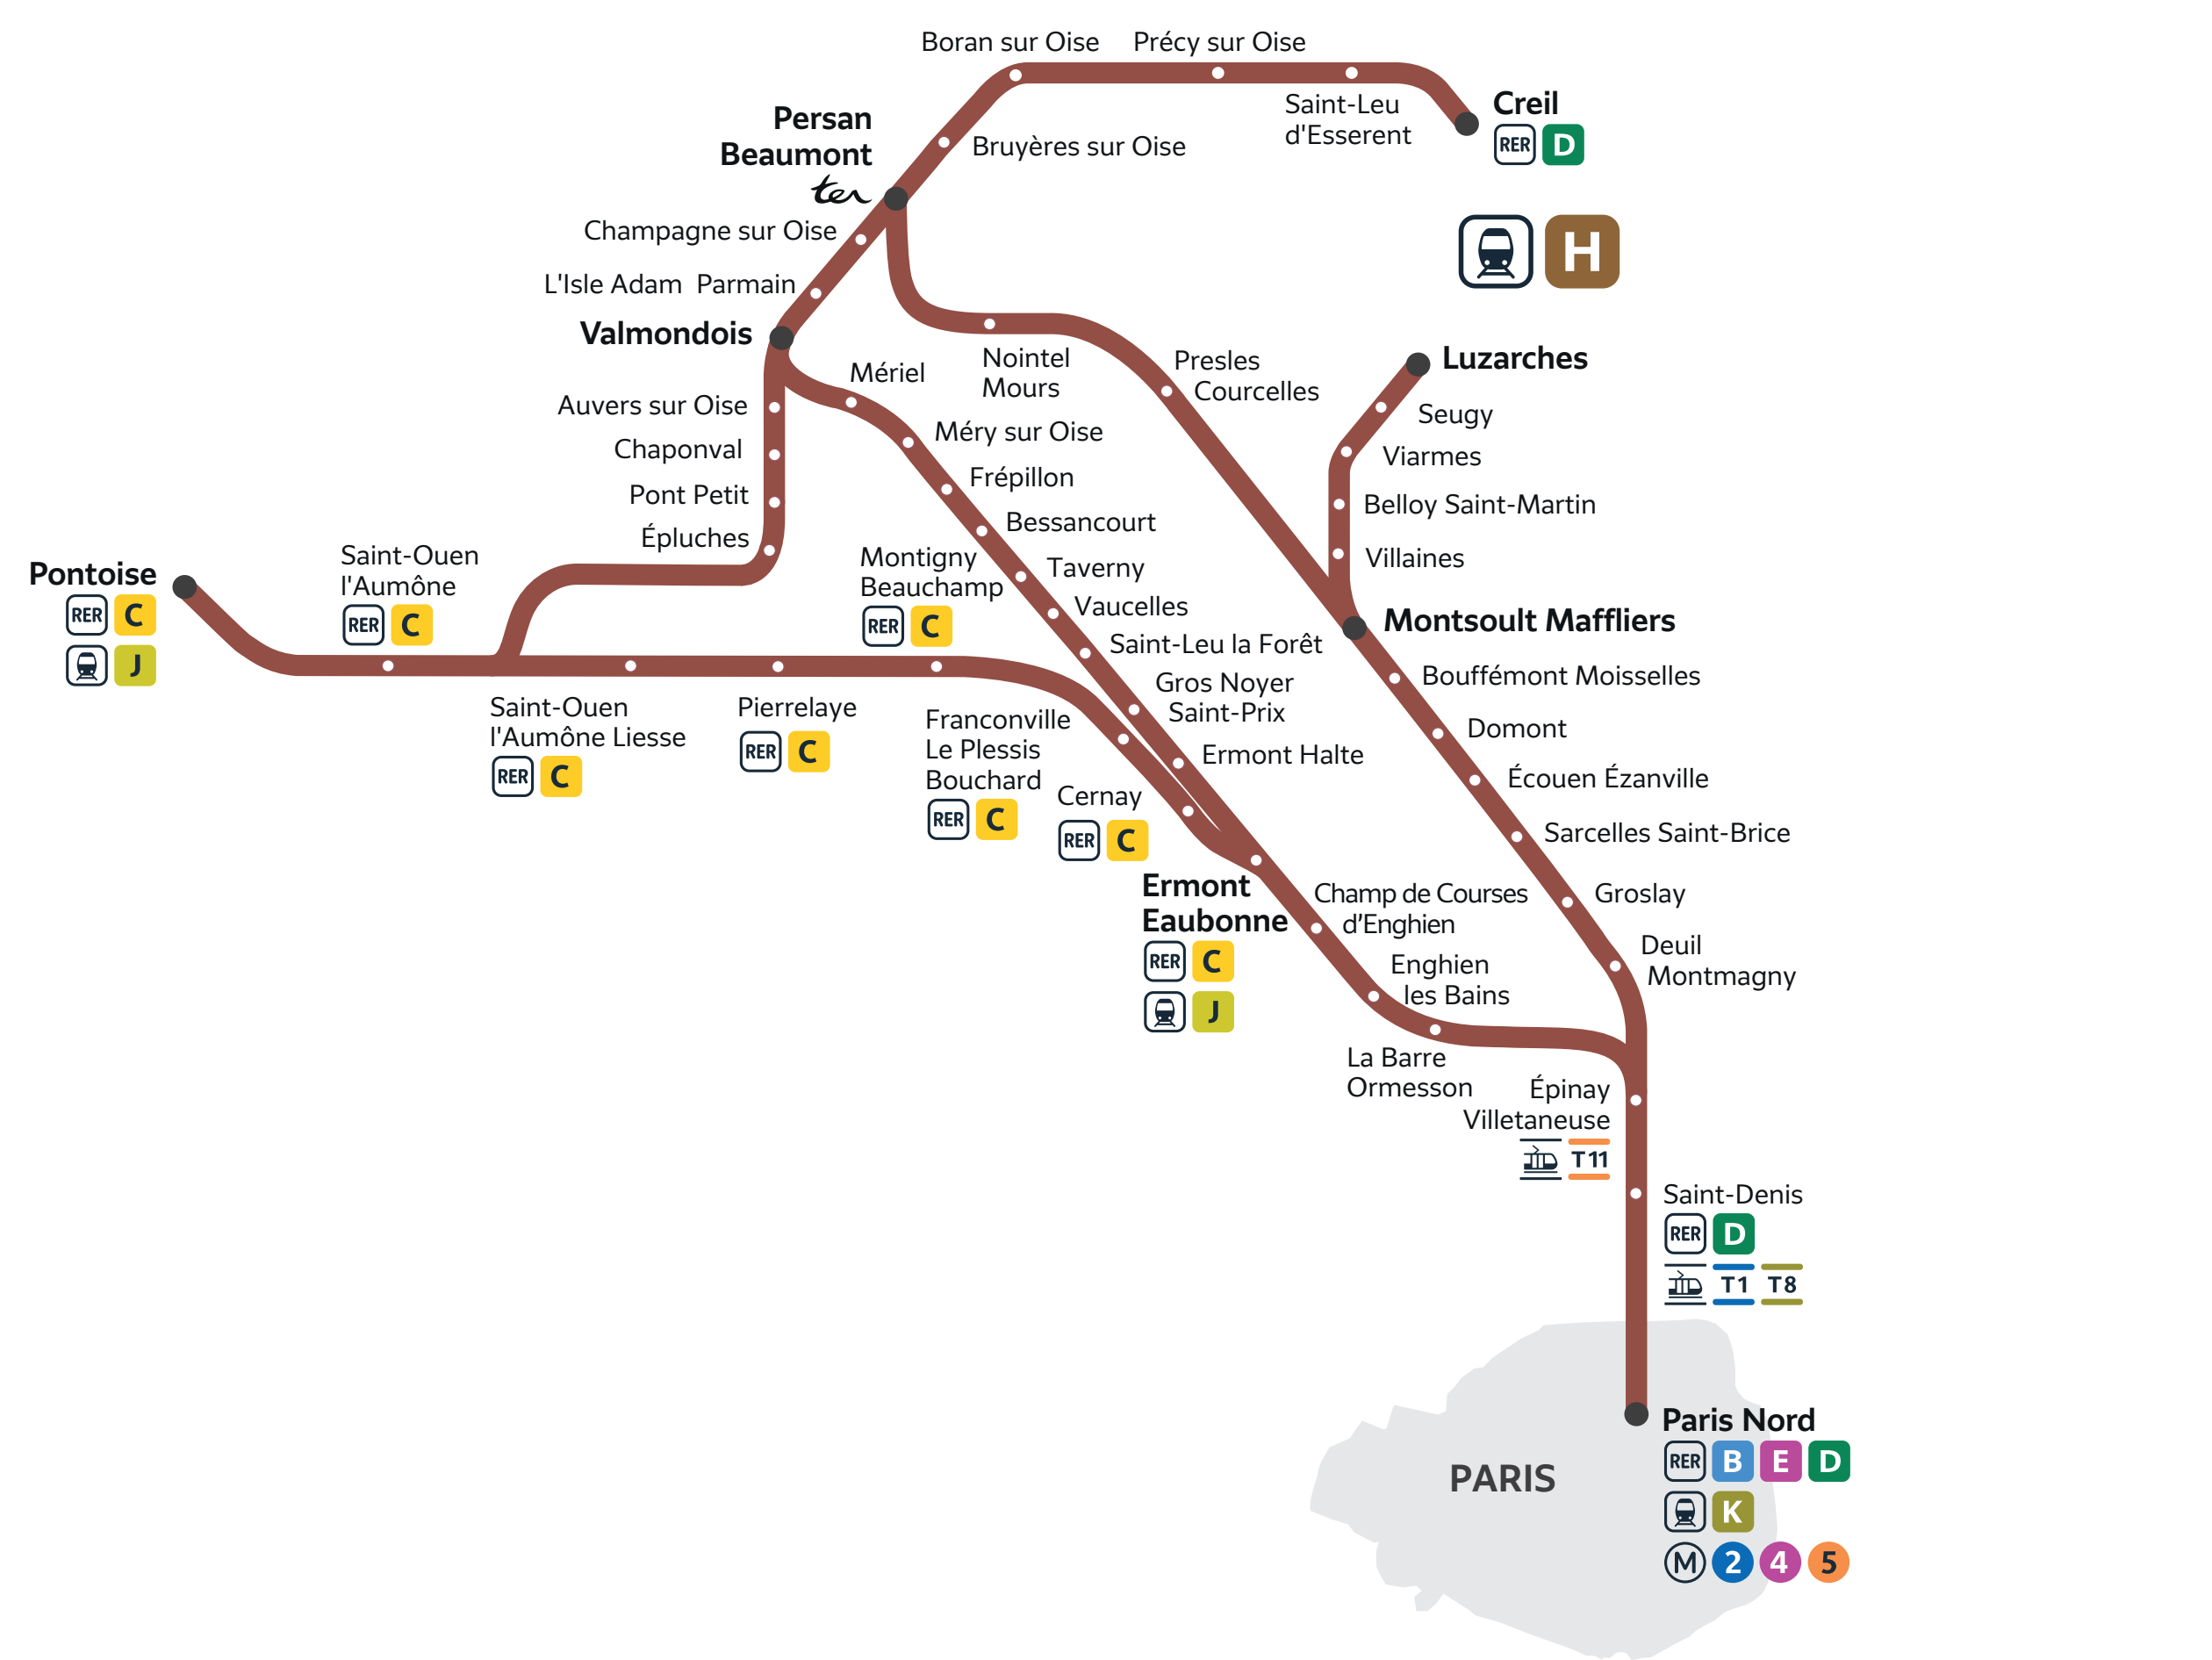 Boran sur Oise
Précy sur Oise
Saint-Leu
d'Esserent
Creil
RER D
Persan
Beaumont
ter
Bruyères sur Oise
Champagne sur Oise
L'Isle Adam Parmain
H
Valmondois
Mériel
Nointel
Mours
Presles
Courcelles
Luzarches
Auvers sur Oise
Chaponval
Pont Petit
Épluches
Méry sur Oise
Frépillon
Bessancourt
Taverny
Vaucelles
Saint-Leu la Forêt
Gros Noyer
Saint-Prix
Ermont Halte
Seugy
Viarmes
Belloy Saint-Martin
Villaines
Montsoult Maffliers
Bouffémont Moisselles
Domont
Écouen Ézanville
Sarcelles Saint-Brice
Groslay
Deuil
Montmagny
Pontoise
RER C
J
Saint-Ouen
l'Aumône
RER C
Saint-Ouen
l'Aumône Liesse
RER C
Pierrelaye
RER C
Montigny
Beauchamp
RER C
Franconville
Le Plessis
Bouchard
RER C
Cernay
RER C
Ermont
Eaubonne
RER C
J
Champ de Courses
d’Enghien
Enghien
les Bains
La Barre
Ormesson
Épinay
Villetaneuse
T11
Saint-Denis
RER D
T1 T8
PARIS
Paris Nord
RER B E D
K
M 2 4 5